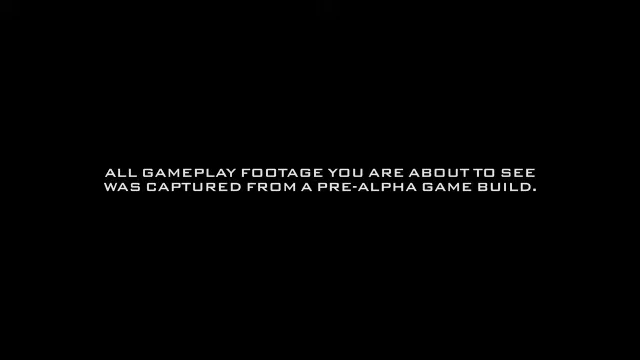 ALL GAMEPLAY FOOTAGE YOU ARE ABOUT TO SEE
WAS CAPTURED FROM A PRE-ALPHA GAME BUILD.